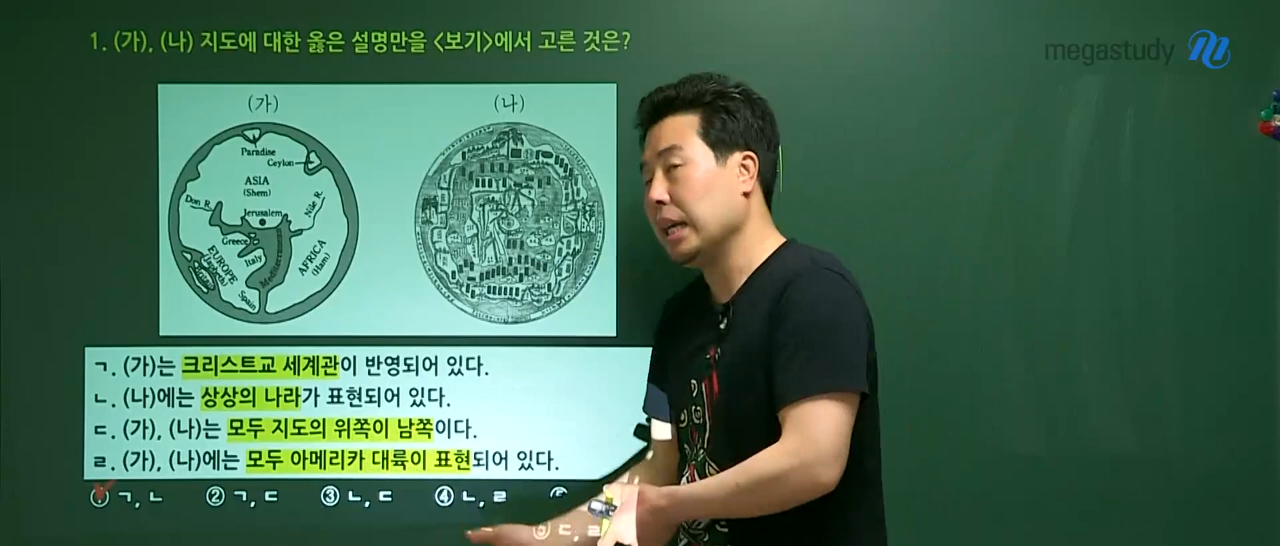 1. (가), (나) 지도에 대한 옳은 설명만을 <보기>에서 고른 것은?
megastudy
(가)
(나)
Paradise
Ceylon
ASIA
(Shem)
Don R.
Jerusalem
Nile R.
Greece
Italy
EUROPE
(Japheth)
Mediterranean
AFRICA
(Ham)
Spain
ㄱ. (가)는 크리스트교 세계관이 반영되어 있다.
ㄴ. (나)에는 상상의 나라가 표현되어 있다.
ㄷ. (가), (나)는 모두 지도의 위쪽이 남쪽이다.
ㄹ. (가), (나)에는 모두 아메리카 대륙이 표현되어 있다.
① ㄱ, ㄴ ② ㄱ, ㄷ ③ ㄴ, ㄷ ④ ㄴ, ㄹ ⑤ ㄷ, ㄹ